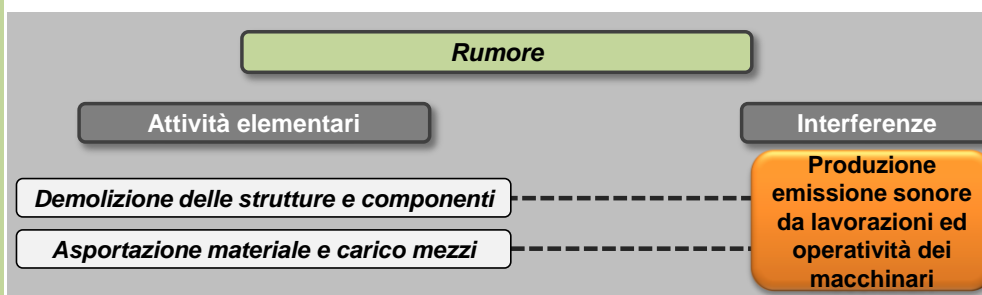 Rumore
Attività elementari
Interferenze
Demolizione delle strutture e componenti
Asportazione materiale e carico mezzi
Produzione
emissione sonore
da lavorazioni ed
operatività dei
macchinari